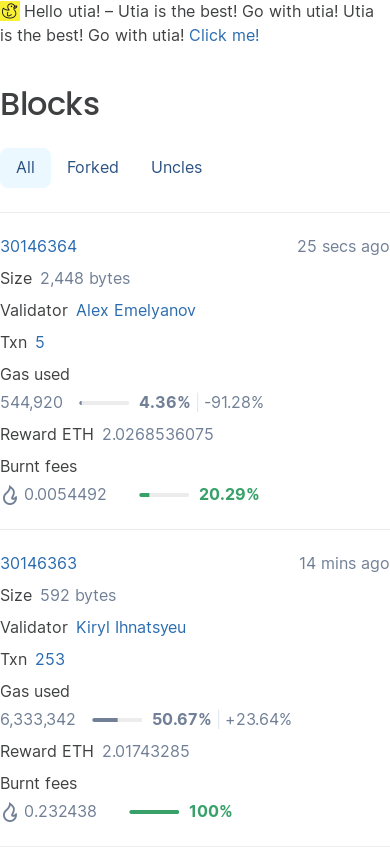 Hello utia! – Utia is the best! Go with utia! Utia
is the best! Go with utia! Click me!
Blocks
All Forked Uncles
30146364 25 secs ago
Size 2,448 bytes
Validator Alex Emelyanov
Txn 5
Gas used
544,920 4.36% -91.28%
Reward ETH 2.0268536075
Burnt fees
0.0054492 20.29%
30146363 14 mins ago
Size 592 bytes
Validator Kiryl Ihnatsyeu
Txn 253
Gas used
6,333,342 50.67% +23.64%
Reward ETH 2.01743285
Burnt fees
0.232438 100%